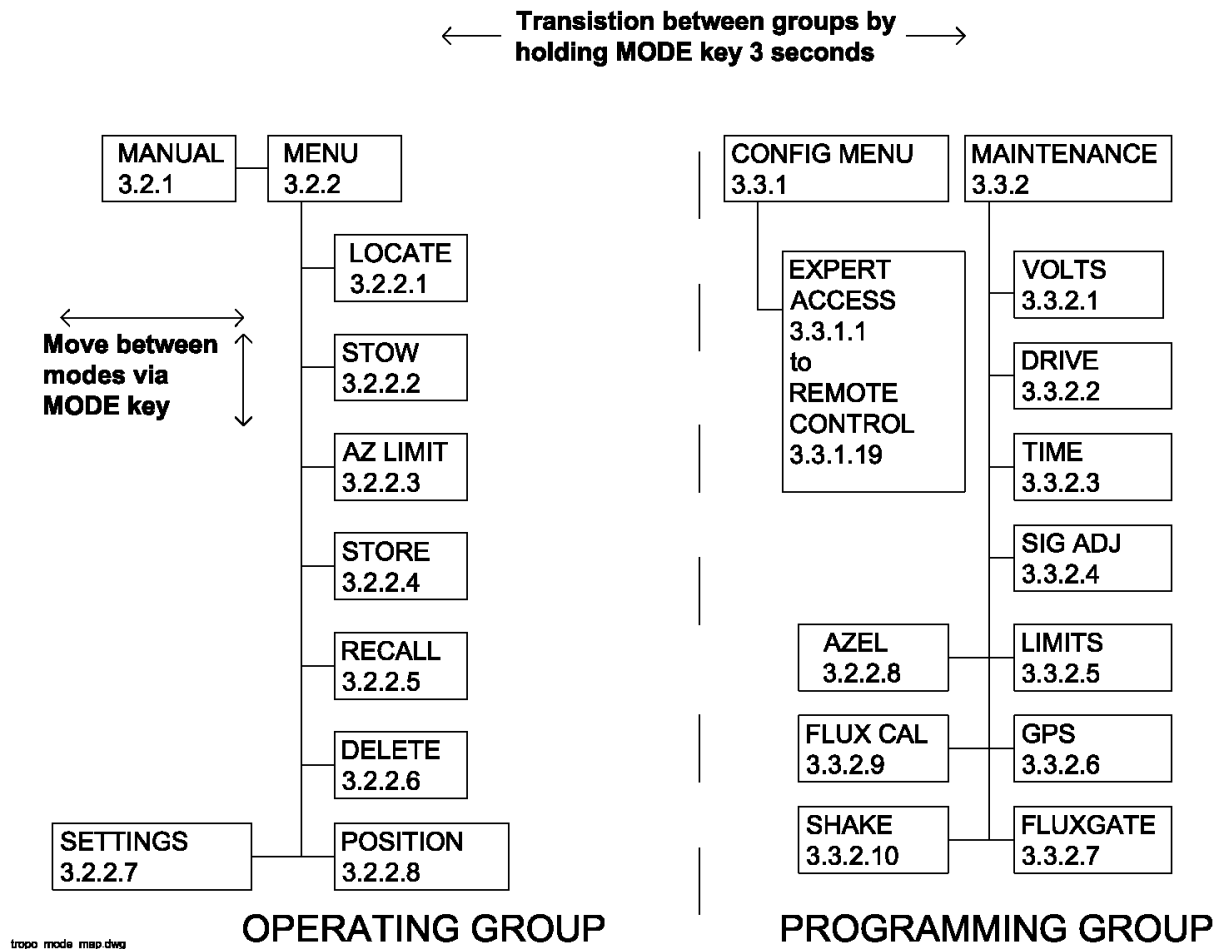 Transistion between groups by
holding MODE key 3 seconds
MANUAL
3.2.1
MENU
3.2.2
LOCATE
3.2.2.1
Move between
modes via
MODE key
STOW
3.2.2.2
AZ LIMIT
3.2.2.3
STORE
3.2.2.4
RECALL
3.2.2.5
DELETE
3.2.2.6
SETTINGS
3.2.2.7
POSITION
3.2.2.8
OPERATING GROUP
CONFIG MENU
3.3.1
MAINTENANCE
3.3.2
EXPERT
ACCESS
3.3.1.1
to
REMOTE
CONTROL
3.3.1.19
VOLTS
3.3.2.1
DRIVE
3.3.2.2
TIME
3.3.2.3
SIG ADJ
3.3.2.4
AZEL
3.2.2.8
LIMITS
3.3.2.5
FLUX CAL
3.3.2.9
GPS
3.3.2.6
SHAKE
3.3.2.10
FLUXGATE
3.3.2.7
PROGRAMMING GROUP
tropo_mode_map.dwg